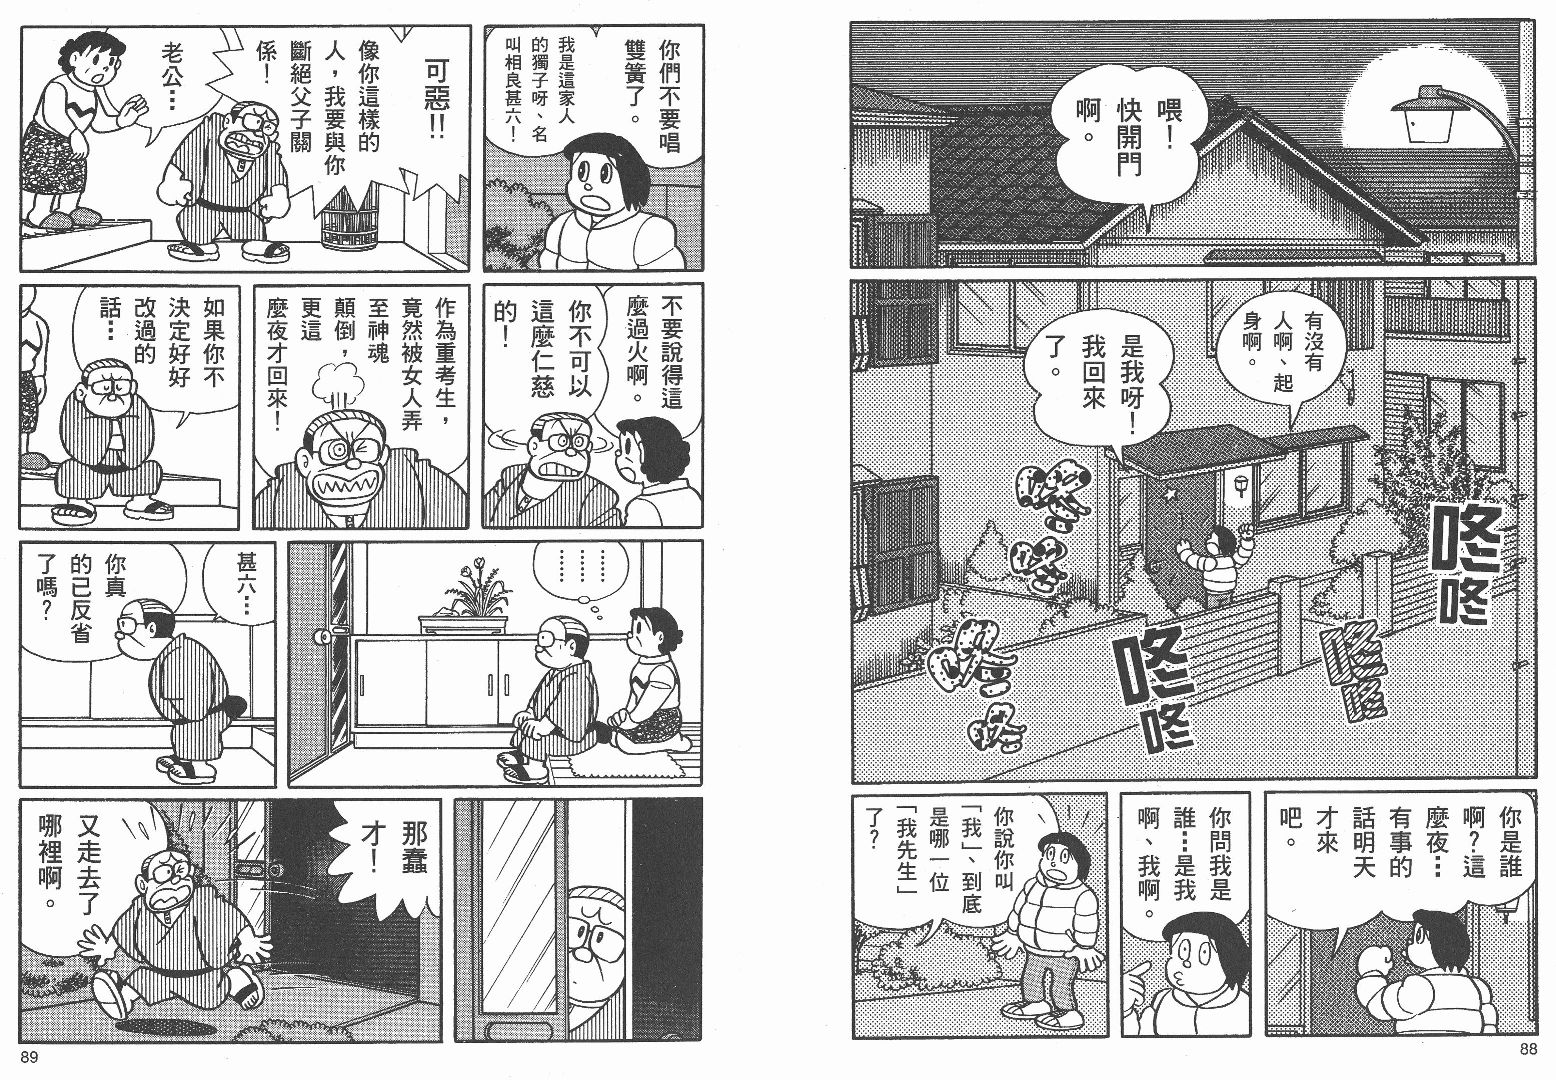 喂！
快開門
啊。
有沒有
人啊、起
身啊。
是我呀！
我回來
了。
咚咚
咚咚
咚咚
咚咚
咚咚
咚咚
咚咚
你是誰
啊？這
麼夜…
有事的
話明天
才來
吧。
你問我是
誰…是我
啊、我啊。
你說你叫
「我」、到底
是哪一位
「我先生」
了？
88
你們不要唱
雙簧了。
我是這家人
的獨子呀、名
叫相良甚六！
可惡!!
像你這樣的
人，我要與你
斷絕父子關
係！
老公…
不要說得這
麼過火啊。
你不可以
這麼仁慈
的！
作為重考生，
竟然被女人弄
至神魂
顛倒，
更這
麼夜才回來！
如果你不
決定好好
改過的
話…
………
………
甚六…
你真
的已反省
了嗎？
那蠢
才！
又走去了
哪裡啊。
89